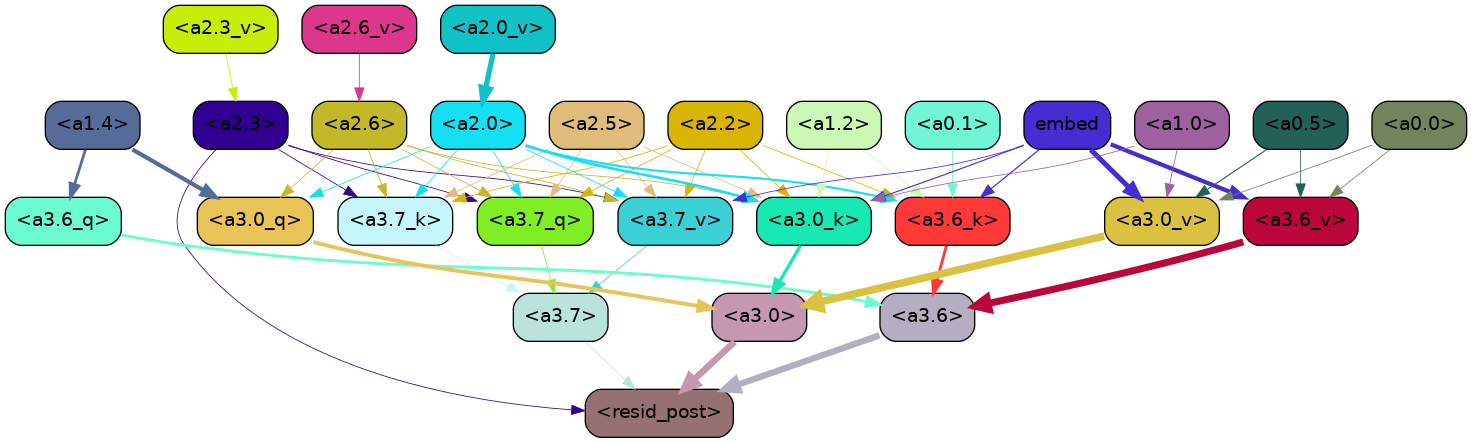 <a2.3_v> <a2.6_v> <a2.0_v>
<a1.4> <a2.3> <a2.6> <a2.0> <a2.5> <a2.2> <a1.2> <a0.1> embed <a1.0> <a0.5> <a0.0>
<a3.6_q> <a3.0_q> <a3.7_k> <a3.7_q> <a3.7_v> <a3.0_k> <a3.6_k> <a3.0_v> <a3.6_v>
<a3.7> <a3.0> <a3.6>
<resid_post>